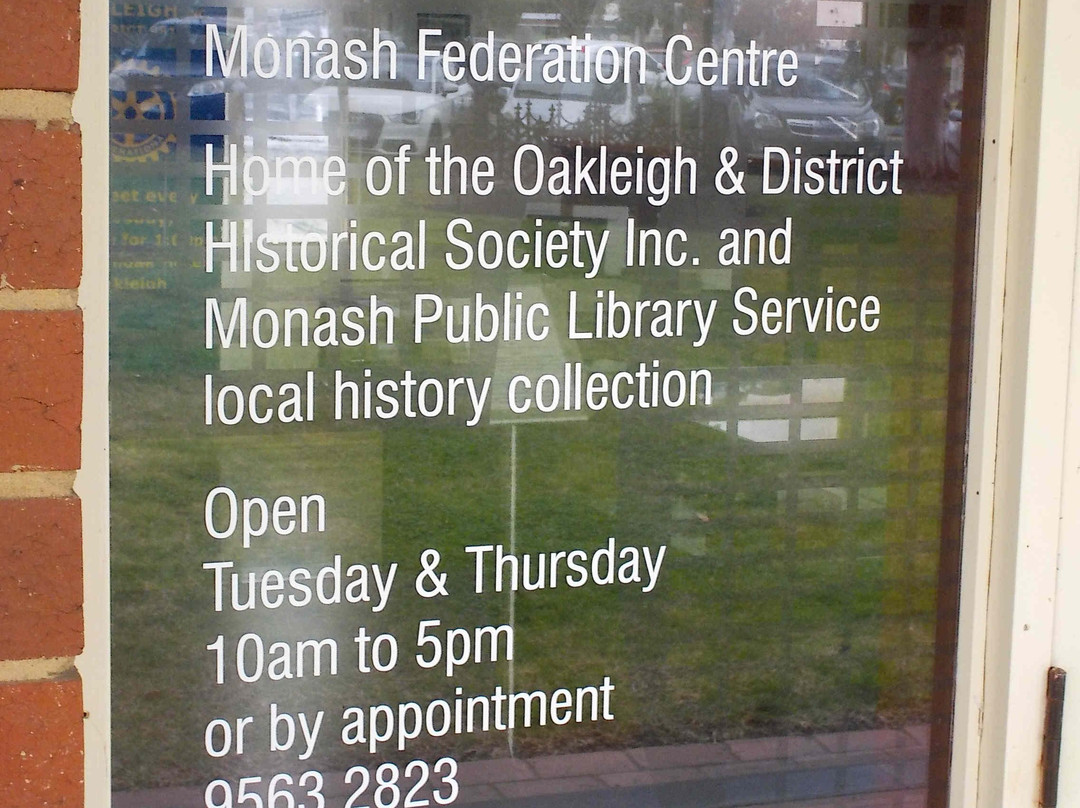 Monash Federation Centre
Home of the Oakleigh & District
Historical Society Inc. and
Monash Public Library Service
local history collection
Open
Tuesday & Thursday
10am to 5pm
or by appointment
9563 2823